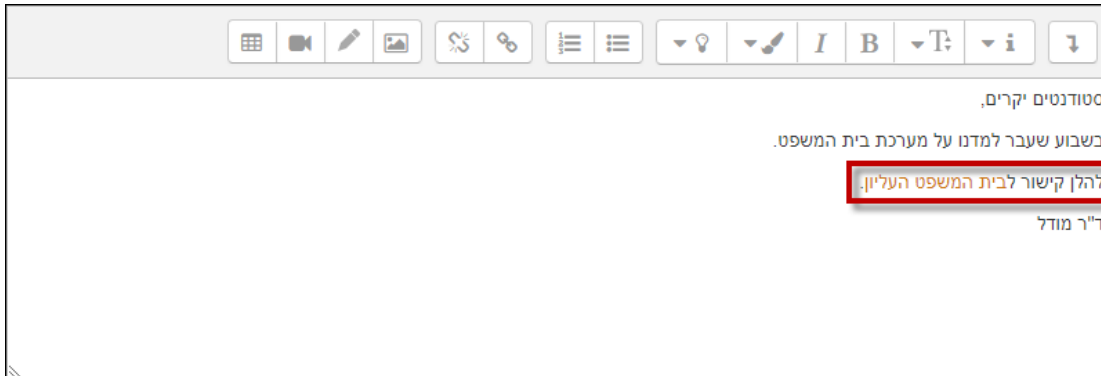 סטודנטים יקרים,
בשבוע שעבר למדנו על מערכת בית המשפט.
להלן קישור לבית המשפט העליון.
ד"ר מודל